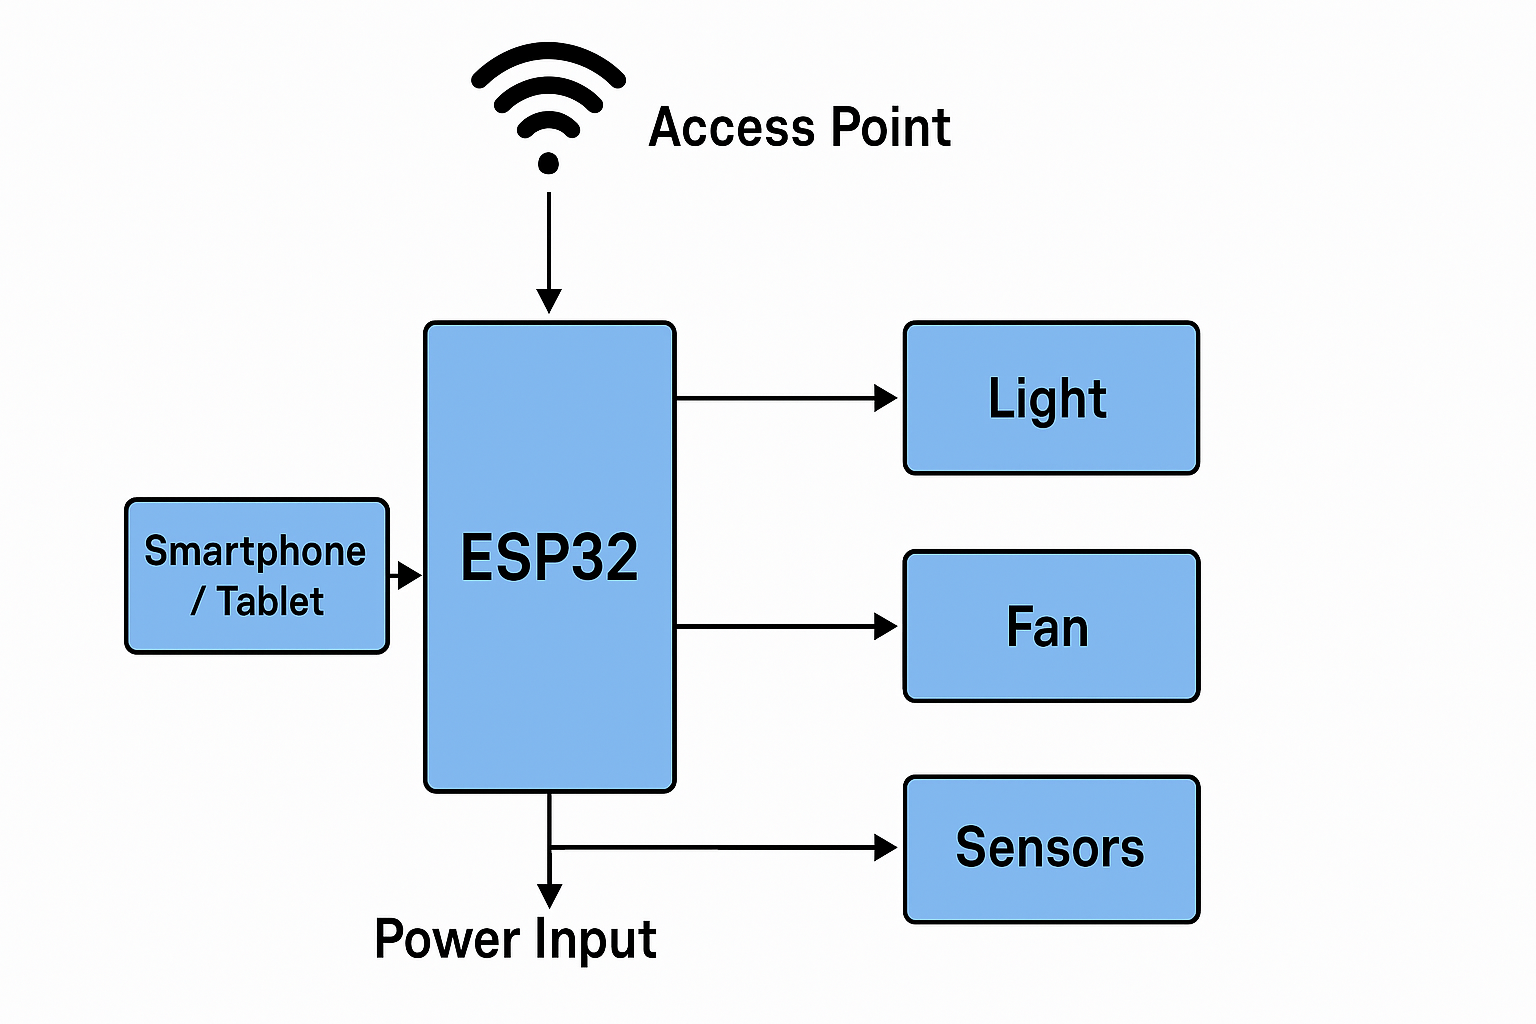 Access Point
Light
Smartphone
/ Tablet
ESP32
Fan
Sensors
Power Input